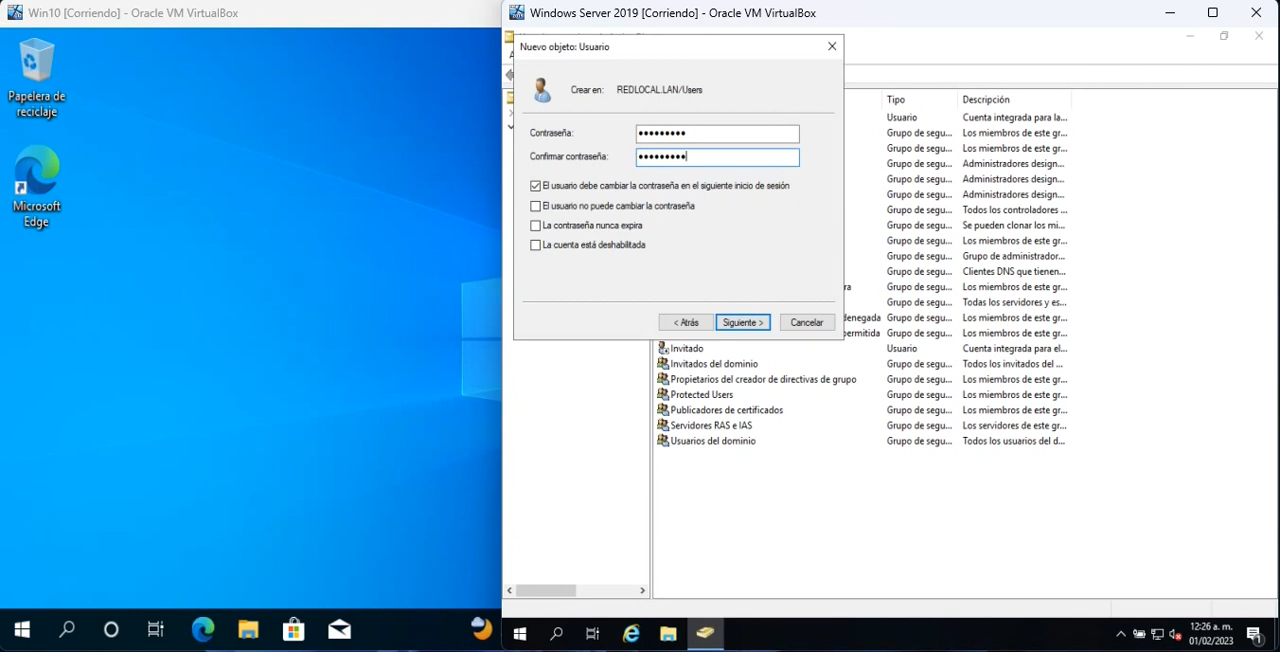 Win10 [Corriendo] - Oracle VM VirtualBox
Windows Server 2019 [Corriendo] - Oracle VM VirtualBox
Papelera de
reciclaje
Microsoft
Edge
Nuevo objeto: Usuario
Crear en: REDLOCAL.LAN/Users
Contraseña:
Confirmar contraseña:
El usuario debe cambiar la contraseña en el siguiente inicio de sesión
El usuario no puede cambiar la contraseña
La contraseña nunca expira
La cuenta está deshabilitada
< Atrás Siguiente > Cancelar
Tipo Descripción
Usuario Cuenta integrada para la...
Grupo de segu... Los miembros de este gr...
Grupo de segu... Los miembros de este gr...
Grupo de segu... Administradores design...
Grupo de segu... Administradores design...
Grupo de segu... Administradores design...
Grupo de segu... Todos los controladores ...
Grupo de segu... Se pueden clonar los mi...
Grupo de segu... Los miembros de este gr...
Grupo de segu... Grupo de administrador...
Grupo de segu... Clientes DNS que tienen...
Grupo de segu... Los miembros de este gr...
Grupo de segu... Todas los servidores y es...
denegada Grupo de segu... Los miembros de este gr...
permitida Grupo de segu... Los miembros de este gr...
Invitado Usuario Cuenta integrada para el...
Invitados del dominio Grupo de segu... Todos los invitados del ...
Propietarios del creador de directivas de grupo Grupo de segu... Los miembros de este gr...
Protected Users Grupo de segu... Los miembros de este gr...
Publicadores de certificados Grupo de segu... Los miembros de este gr...
Servidores RAS e IAS Grupo de segu... Los servidores de este gr...
Usuarios del dominio Grupo de segu... Todos los usuarios del d...
12:26 a. m.
01/02/2023
1